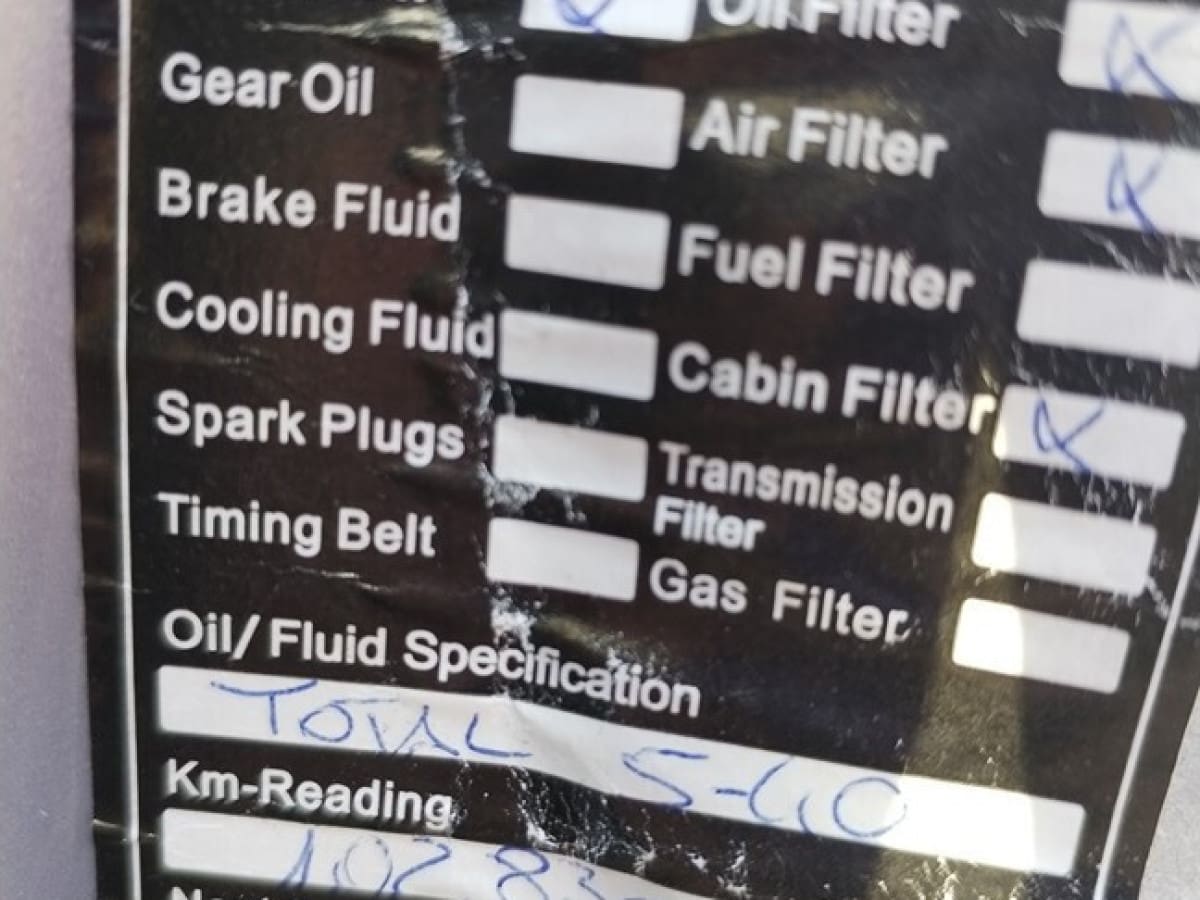 Oil Filter
Gear Oil
Air Filter
Brake Fluid
Fuel Filter
Cooling Fluid
Cabin Filter
Spark Plugs
Transmission
Filter
Timing Belt
Gas Filter
Oil/ Fluid Specification
TOTAL 5-40
Km-Reading